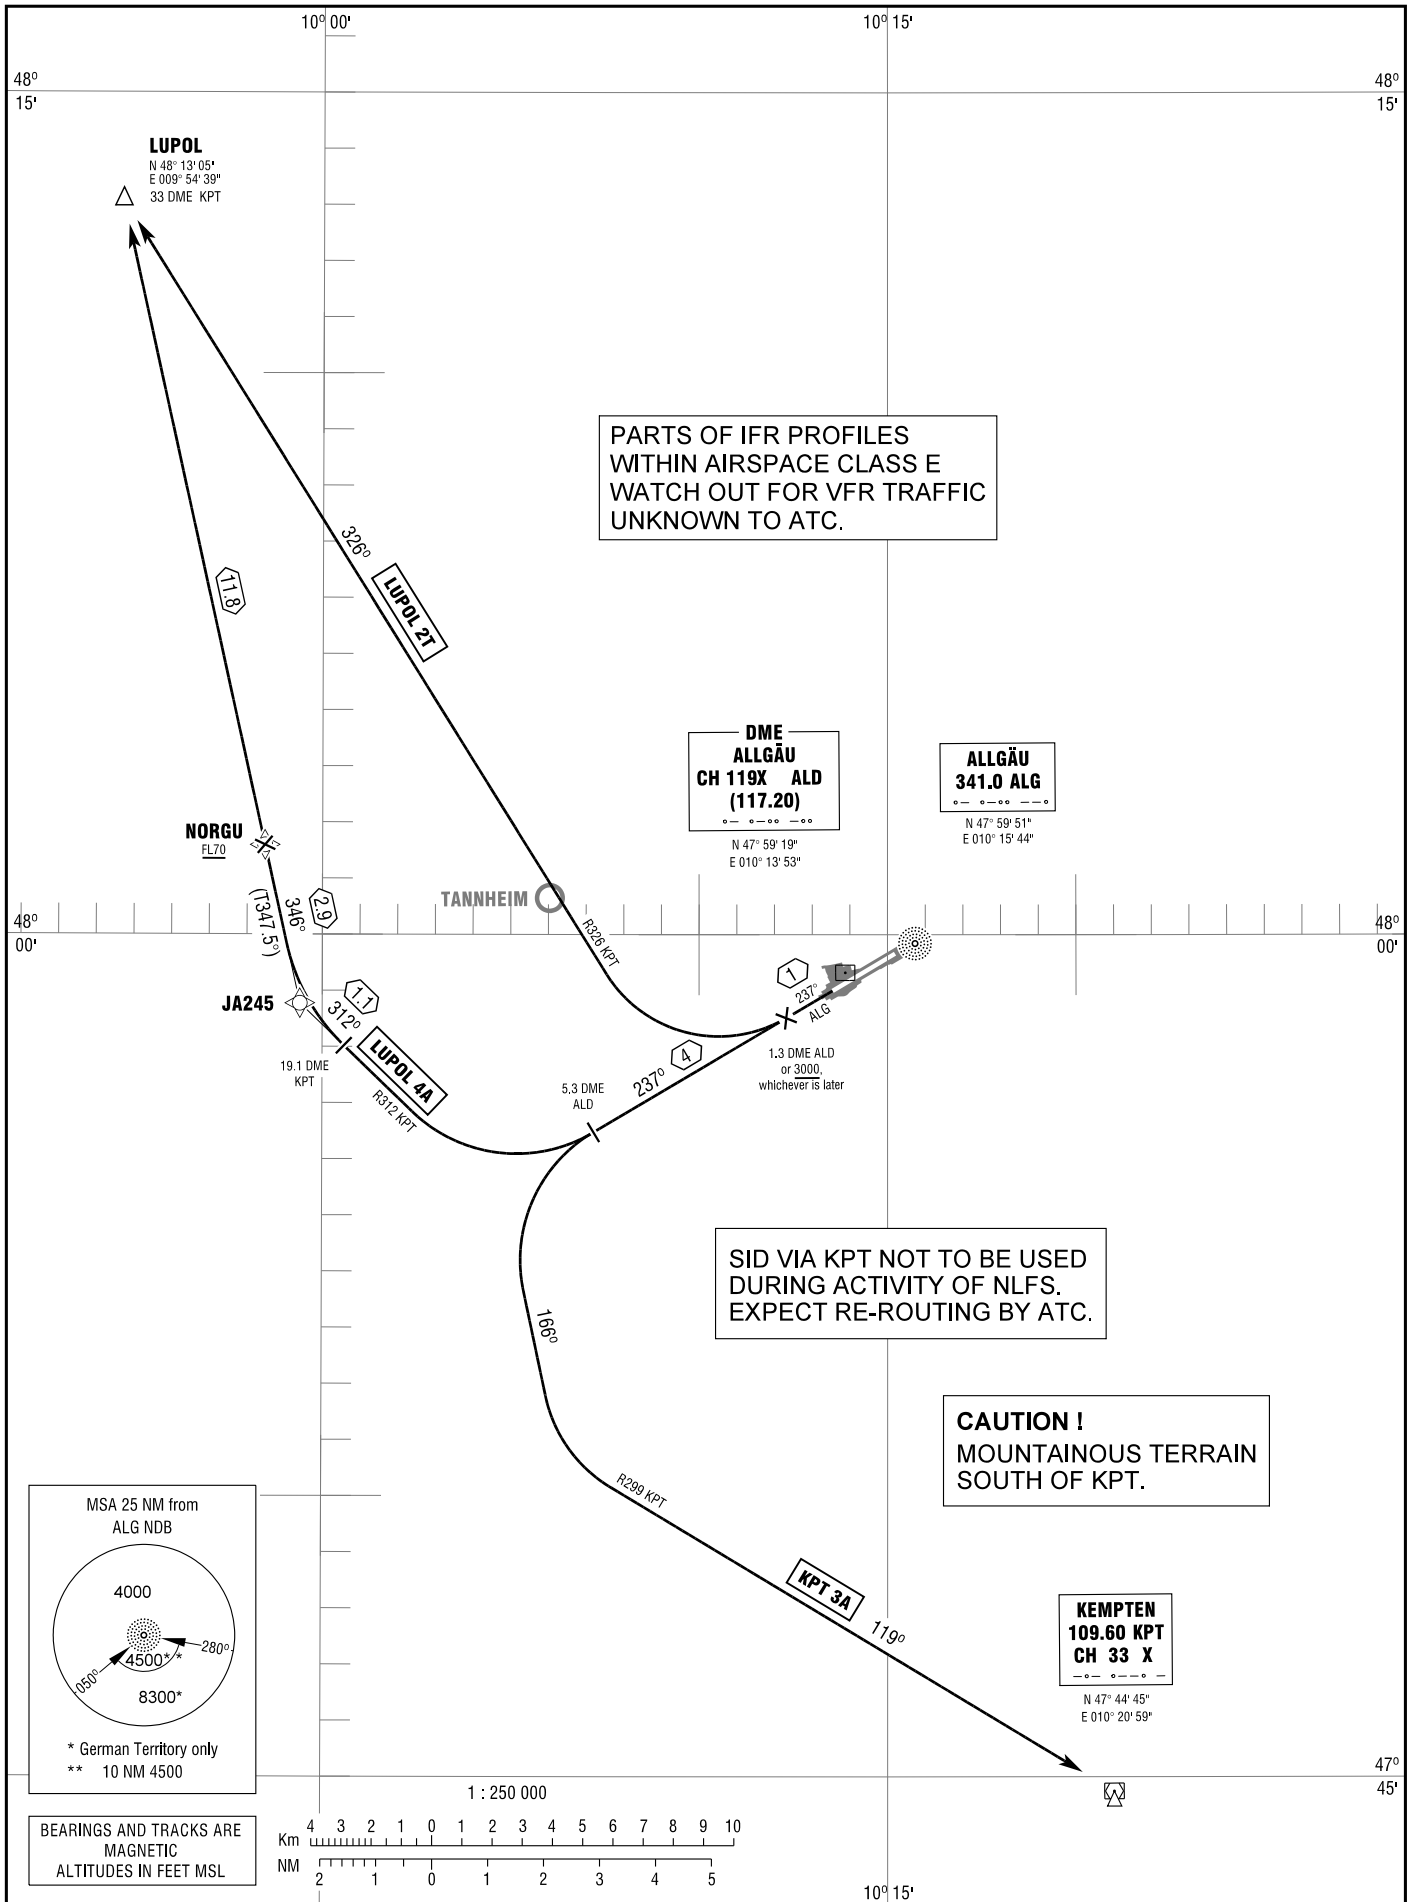 10° 00'
10° 15'
48°
15'
48°
15'
LUPOL
N 48° 13' 05"
E 009° 54' 39"
33 DME KPT
PARTS OF IFR PROFILES
WITHIN AIRSPACE CLASS E
WATCH OUT FOR VFR TRAFFIC
UNKNOWN TO ATC.
326°
LUPOL 2T
11.8
DME
ALLGÄU
CH 119X ALD
(117.20)
N 47° 59' 19"
E 010° 13' 53"
ALLGÄU
341.0 ALG
N 47° 59' 51"
E 010° 15' 44"
NORGU
FL70
TANNHEIM
48°
00'
48°
00'
(T347.5°)
346°
2.9
R326 KPT
1
237°
ALG
JA245
1.1
312°
LUPOL 4A
19.1 DME
KPT
R312 KPT
4
237°
1.3 DME ALD
or 3000,
whichever is later
5.3 DME
ALD
SID VIA KPT NOT TO BE USED
DURING ACTIVITY OF NLFS.
EXPECT RE-ROUTING BY ATC.
166°
CAUTION !
MOUNTAINOUS TERRAIN
SOUTH OF KPT.
R299 KPT
KPT 3A
119°
MSA 25 NM from
ALG NDB
4000
4500* *
280°
050°
8300*
* German Territory only
** 10 NM 4500
KEMPTEN
109.60 KPT
CH 33 X
N 47° 44' 45"
E 010° 20' 59"
47°
45'
1 : 250 000
BEARINGS AND TRACKS ARE
MAGNETIC
ALTITUDES IN FEET MSL
Km 4 3 2 1 0 1 2 3 4 5 6 7 8 9 10
NM 2 1 0 1 2 3 4 5
10° 15'